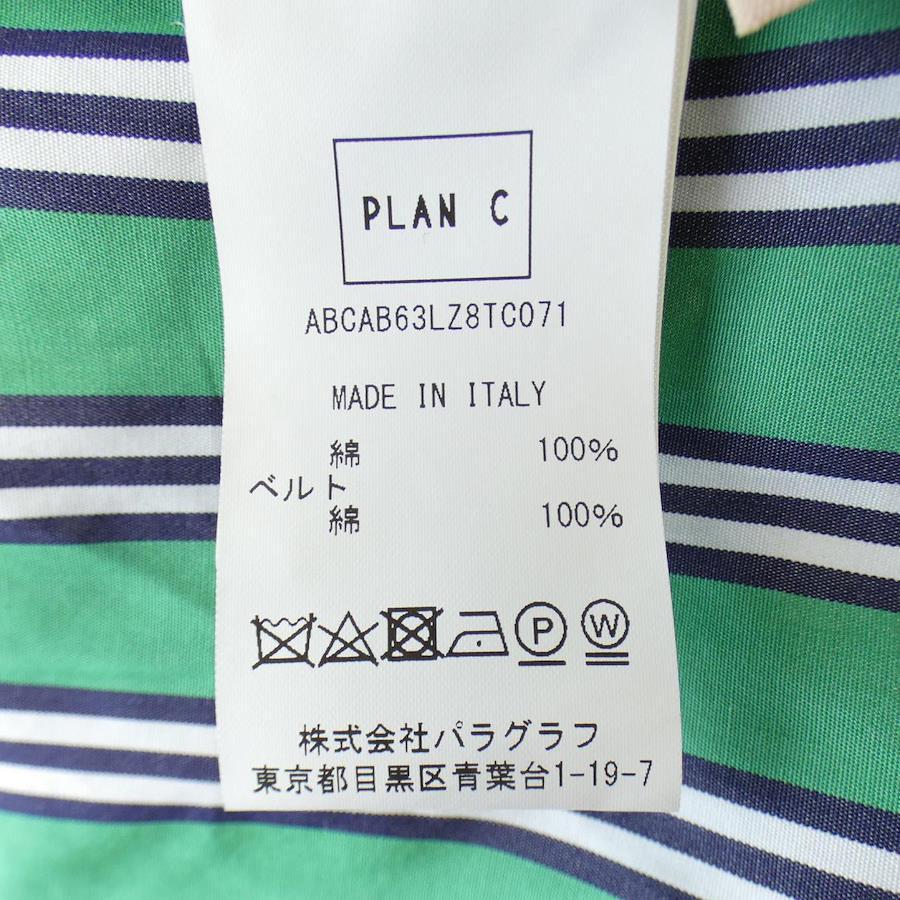 PLAN C
ABCAB63LZ8TC071
MADE IN ITALY
綿 100%
ベルト
綿 100%
P W
株式会社パラグラフ
東京都目黒区青葉台1-19-7